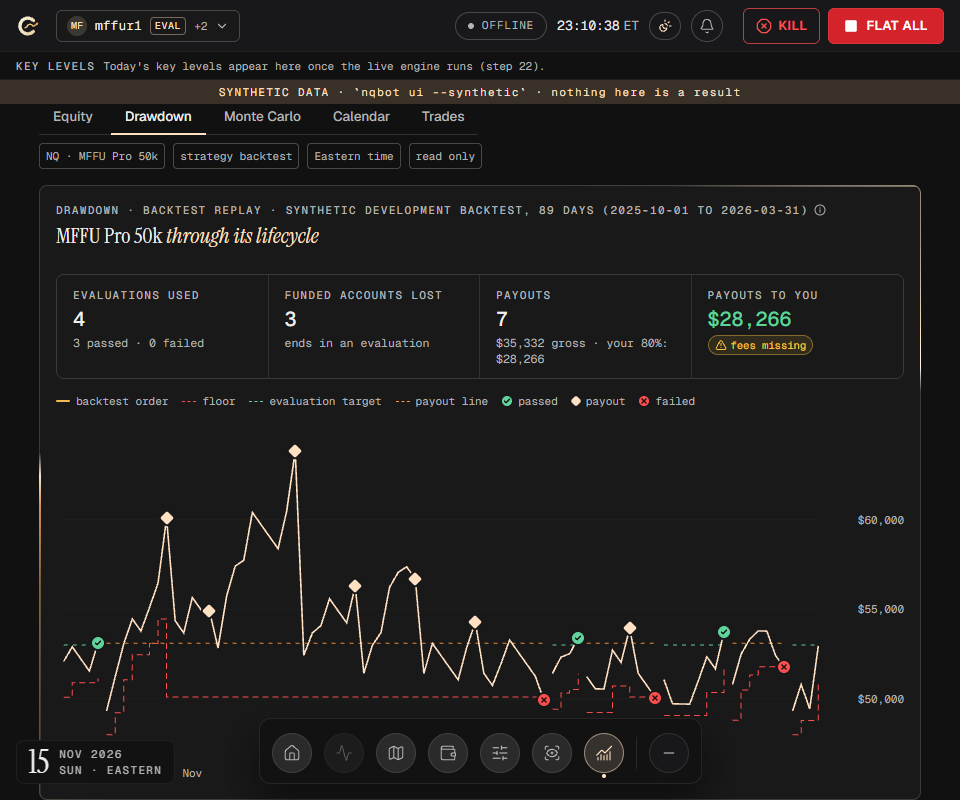 MF mffur1 EVAL +2 OFFLINE 23:10:38 ET KILL FLAT ALL
KEY LEVELS Today's key levels appear here once the live engine runs (step 22).
SYNTHETIC DATA · `nqbot ui --synthetic` · nothing here is a result
Equity Drawdown Monte Carlo Calendar Trades
NQ · MFFU Pro 50k strategy backtest Eastern time read only
DRAWDOWN · BACKTEST REPLAY · SYNTHETIC DEVELOPMENT BACKTEST, 89 DAYS (2025-10-01 TO 2026-03-31)
MFFU Pro 50k through its lifecycle
EVALUATIONS USED
4
3 passed · 0 failed
FUNDED ACCOUNTS LOST
3
ends in an evaluation
PAYOUTS
7
$35,332 gross · your 80%:
$28,266
PAYOUTS TO YOU
$28,266
fees missing
backtest order floor evaluation target payout line passed payout failed
$60,000
$55,000
$50,000
Nov
15 NOV 2026
SUN · EASTERN